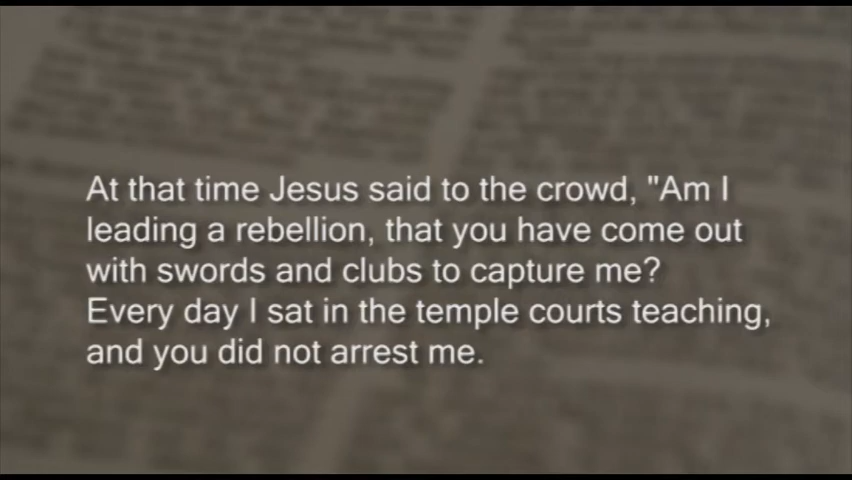 At that time Jesus said to the crowd, "Am I
leading a rebellion, that you have come out
with swords and clubs to capture me?
Every day I sat in the temple courts teaching,
and you did not arrest me.